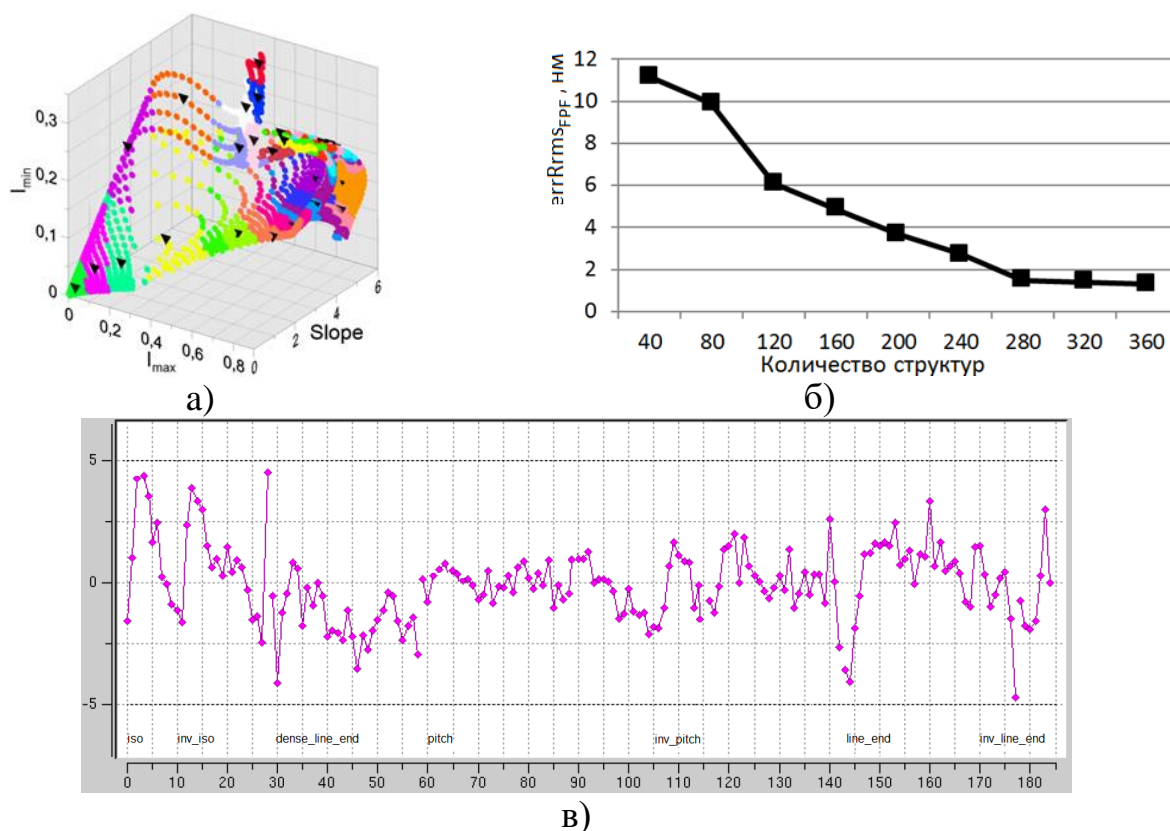 0,3
0,2
0,1
0
I min
0
0,2
0,4
0,6
0,8
I max
0
2
4
6
Slope
а)
errRrms FPF , нм
12
10
8
6
4
2
0
40 80 120 160 200 240 280 320 360
Количество структур
б)
5
0
-5
iso inv_iso dense_line_end pitch inv_pitch line_end inv_line_end
0 10 20 30 40 50 60 70 80 90 100 110 120 130 140 150 160 170 180
в)